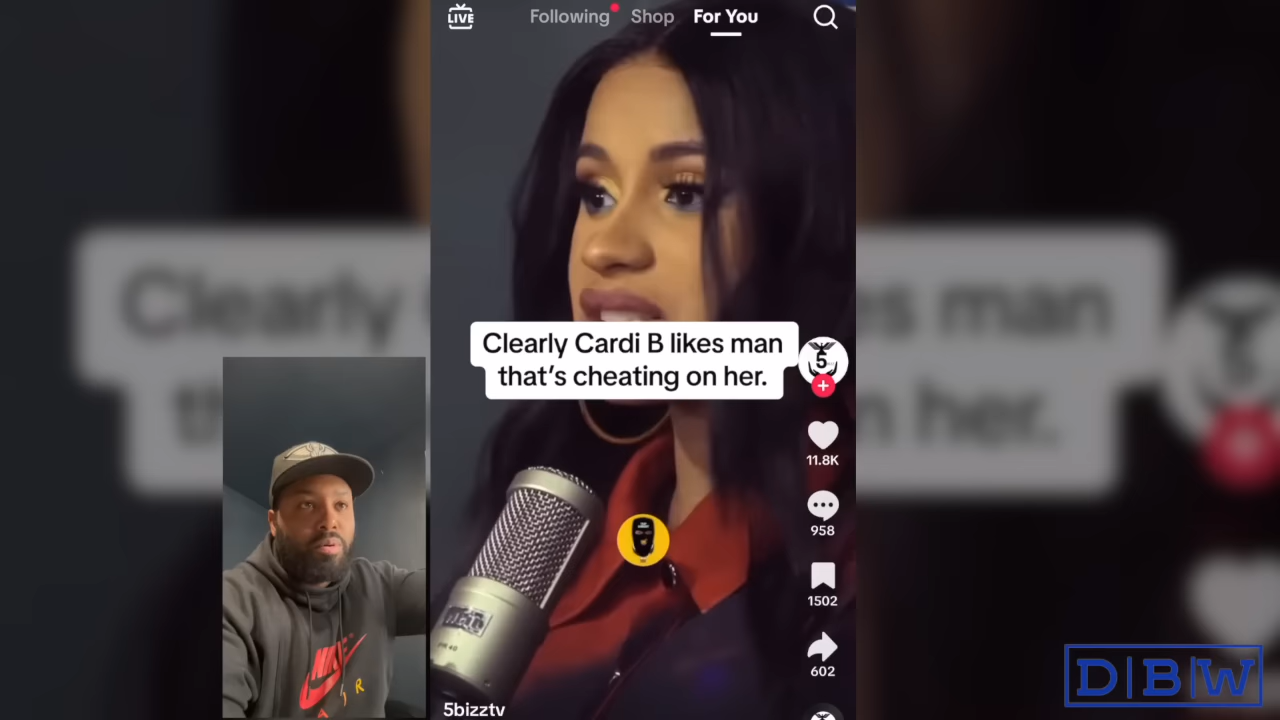 LIVE
Following Shop For You
Clearly Cardi B likes man
that's cheating on her.
5
11.8K
958
1502
602
5bizztv
NIKE
A I R
D|B|W